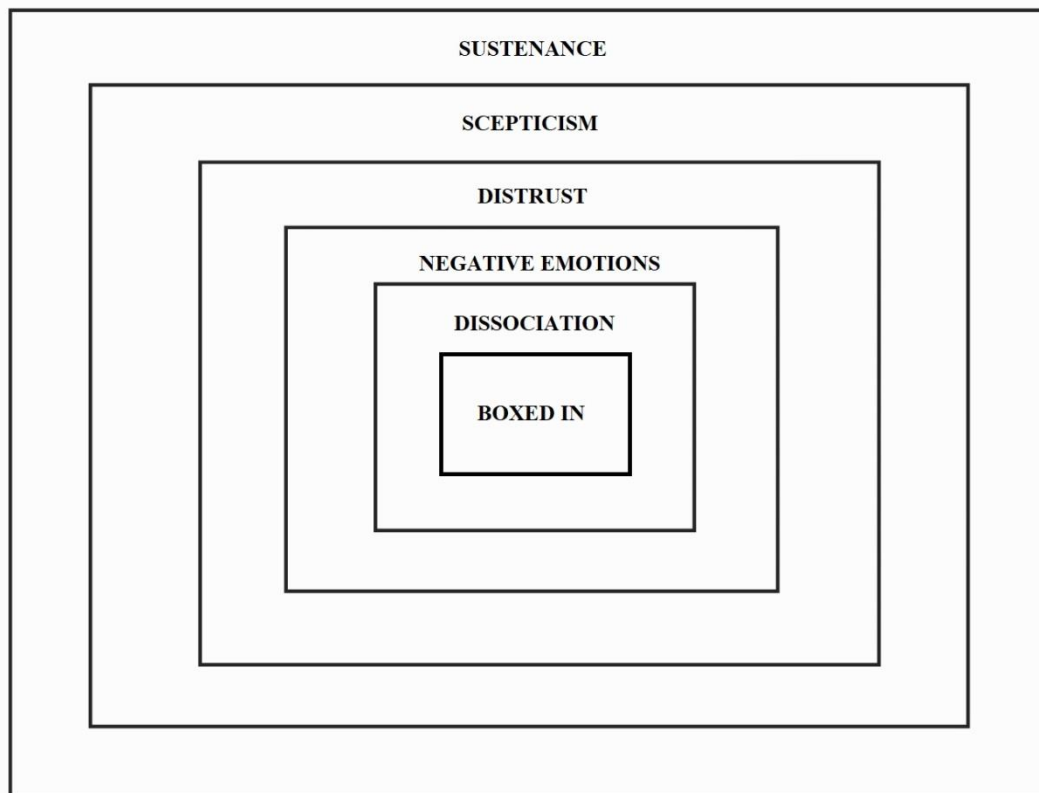 SUSTENANCE
SCEPTICISM
DISTRUST
NEGATIVE EMOTIONS
DISSOCIATION
BOXED IN